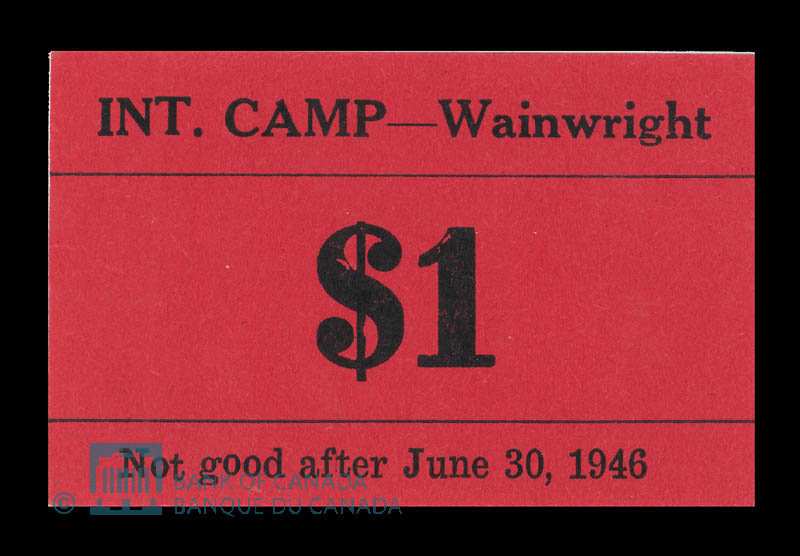 INT. CAMP—Wainwright
$1
Not good after June 30, 1946
© BANK OF CANADA
BANQUE DU CANADA